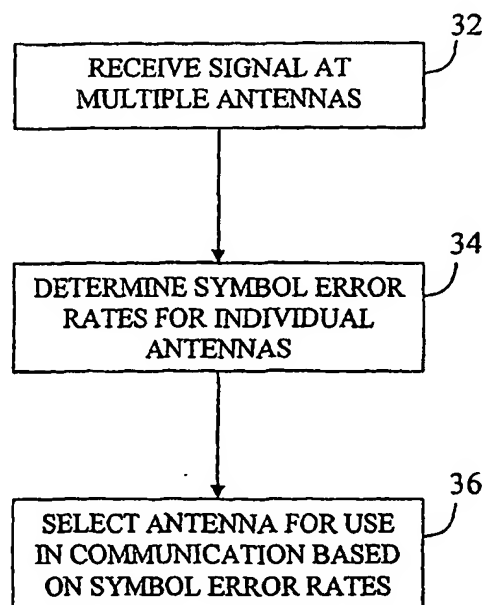 32
RECEIVE SIGNAL AT
MULTIPLE ANTENNAS
34
DETERMINE SYMBOL ERROR
RATES FOR INDIVIDUAL
ANTENNAS
36
SELECT ANTENNA FOR USE
IN COMMUNICATION BASED
ON SYMBOL ERROR RATES